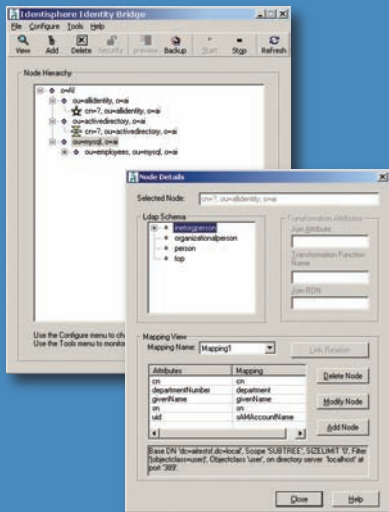 Identisphere Identity Bridge
File Configure Tools Help
View Add Delete Security preview Backup Start Stop Refresh
Node Hierarchy
o=AI
ou=allidentity, o=ai
cn=?, ou=allidentity, o=ai
ou=activedirectory, o=ai
cn=?, ou=activedirectory, o=ai
ou=mysql, o=ai
ou=employees, ou=mysql, o=ai
Use the Configure menu to ch
Use the Tools menu to monito
Node Details
Selected Node: cn=?, ou=allidentity, o=ai
Ldap Schema
inetorgperson
organizationalperson
person
top
Transformation Attributes
Join Attribute:
Transformation Function
Name
Join RDN:
Mapping View
Mapping Name: Mapping1
Link Relation
Attributes Mapping
cn cn
departmentNumber department
givenName givenName
sn sn
uid sAMAccountName
Delete Node
Modify Node
Add Node
Base DN 'dc=aitestsf,dc=local', Scope 'SUBTREE', SIZELIMIT '0', Filter
'(objectclass=user)', Objectclass 'user', on directory server 'localhost' at
port '389'.
Close Help